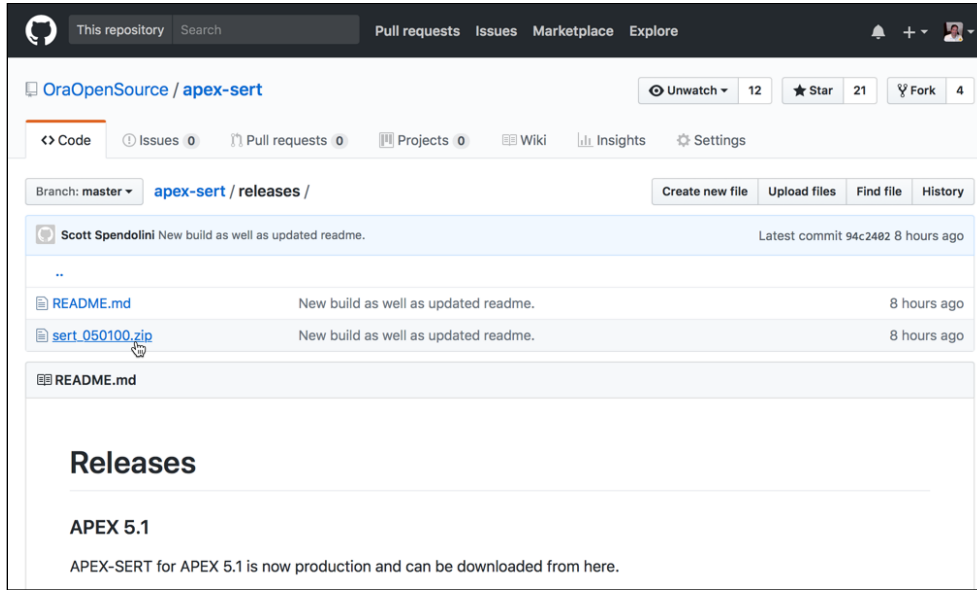 This repository Search Pull requests Issues Marketplace Explore
OraOpenSource / apex-sert Unwatch 12 Star 21 Fork 4
<> Code Issues 0 Pull requests 0 Projects 0 Wiki Insights Settings
Branch: master apex-sert / releases / Create new file Upload files Find file History
Scott Spendolini New build as well as updated readme. Latest commit 94c2402 8 hours ago
..
README.md New build as well as updated readme. 8 hours ago
sert_050100.zip New build as well as updated readme. 8 hours ago
README.md
Releases
APEX 5.1
APEX-SERT for APEX 5.1 is now production and can be downloaded from here.